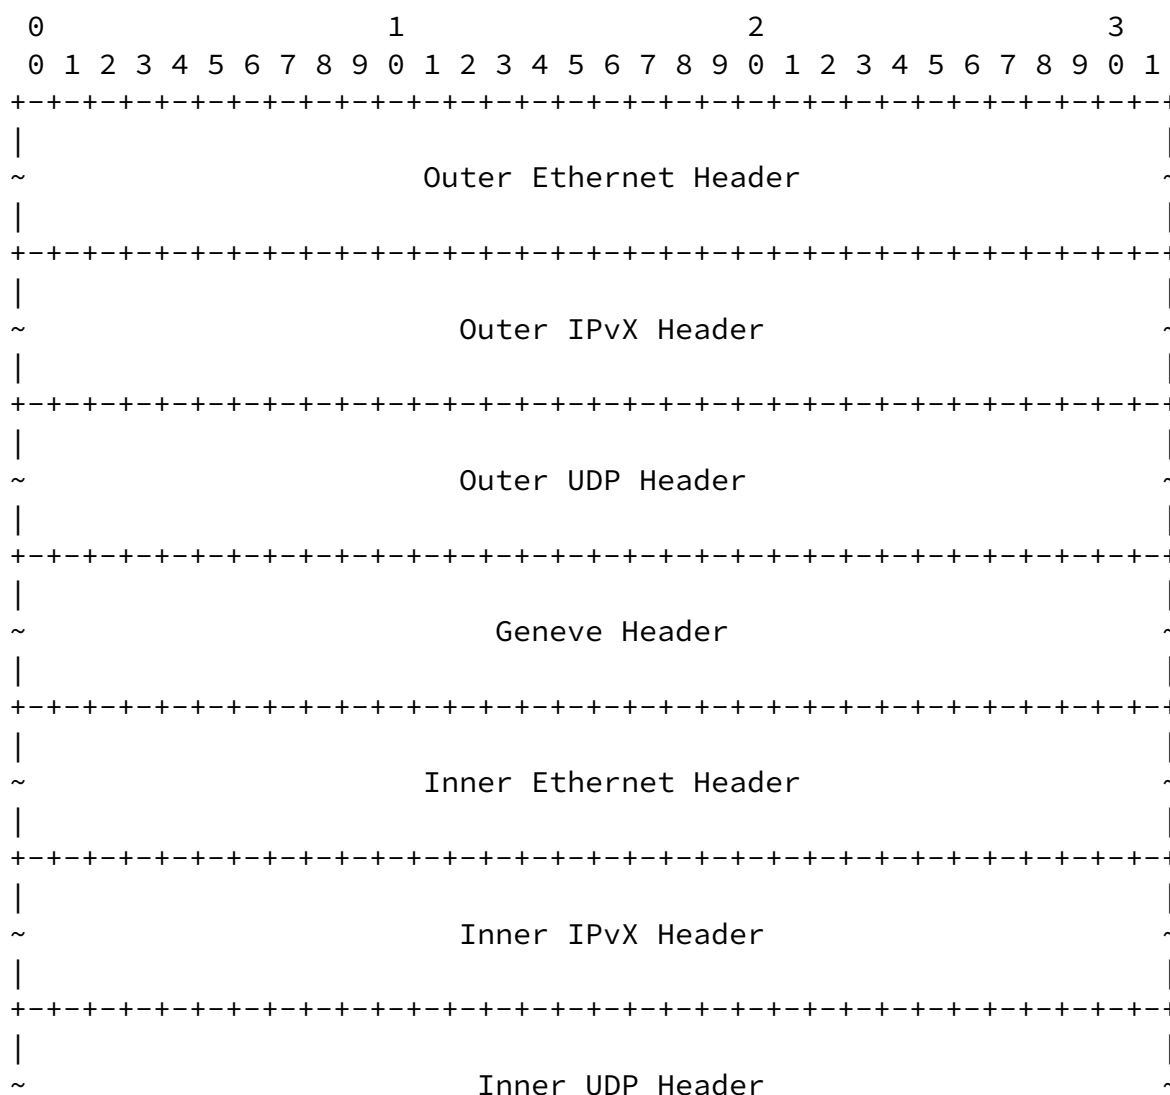 0                   1                   2                   3
 0 1 2 3 4 5 6 7 8 9 0 1 2 3 4 5 6 7 8 9 0 1 2 3 4 5 6 7 8 9 0 1
+-+-+-+-+-+-+-+-+-+-+-+-+-+-+-+-+-+-+-+-+-+-+-+-+-+-+-+-+-+-+-+-+
|                                                               |
~                      Outer Ethernet Header                    ~
|                                                               |
+-+-+-+-+-+-+-+-+-+-+-+-+-+-+-+-+-+-+-+-+-+-+-+-+-+-+-+-+-+-+-+-+
|                                                               |
~                        Outer IPvX Header                      ~
|                                                               |
+-+-+-+-+-+-+-+-+-+-+-+-+-+-+-+-+-+-+-+-+-+-+-+-+-+-+-+-+-+-+-+-+
|                                                               |
~                        Outer UDP Header                       ~
|                                                               |
+-+-+-+-+-+-+-+-+-+-+-+-+-+-+-+-+-+-+-+-+-+-+-+-+-+-+-+-+-+-+-+-+
|                                                               |
~                          Geneve Header                        ~
|                                                               |
+-+-+-+-+-+-+-+-+-+-+-+-+-+-+-+-+-+-+-+-+-+-+-+-+-+-+-+-+-+-+-+-+
|                                                               |
~                      Inner Ethernet Header                    ~
|                                                               |
+-+-+-+-+-+-+-+-+-+-+-+-+-+-+-+-+-+-+-+-+-+-+-+-+-+-+-+-+-+-+-+-+
|                                                               |
~                        Inner IPvX Header                      ~
|                                                               |
+-+-+-+-+-+-+-+-+-+-+-+-+-+-+-+-+-+-+-+-+-+-+-+-+-+-+-+-+-+-+-+-+
|                                                               |
~                         Inner UDP Header                      ~